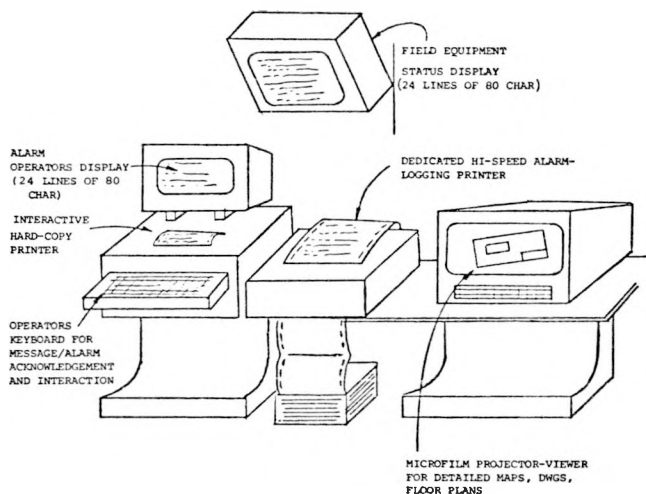 FIELD EQUIPMENT
STATUS DISPLAY
(24 LINES OF 80 CHAR)
ALARM
OPERATORS DISPLAY
(24 LINES OF 80
CHAR)
DEDICATED HI-SPEED ALARM-
LOGGING PRINTER
INTERACTIVE
HARD-COPY
PRINTER
OPERATORS
KEYBOARD FOR
MESSAGE/ALARM
ACKNOWLEDGEMENT
AND INTERACTION
MICROFILM PROJECTOR-VIEWER
FOR DETAILED MAPS, DWGS,
FLOOR PLANS